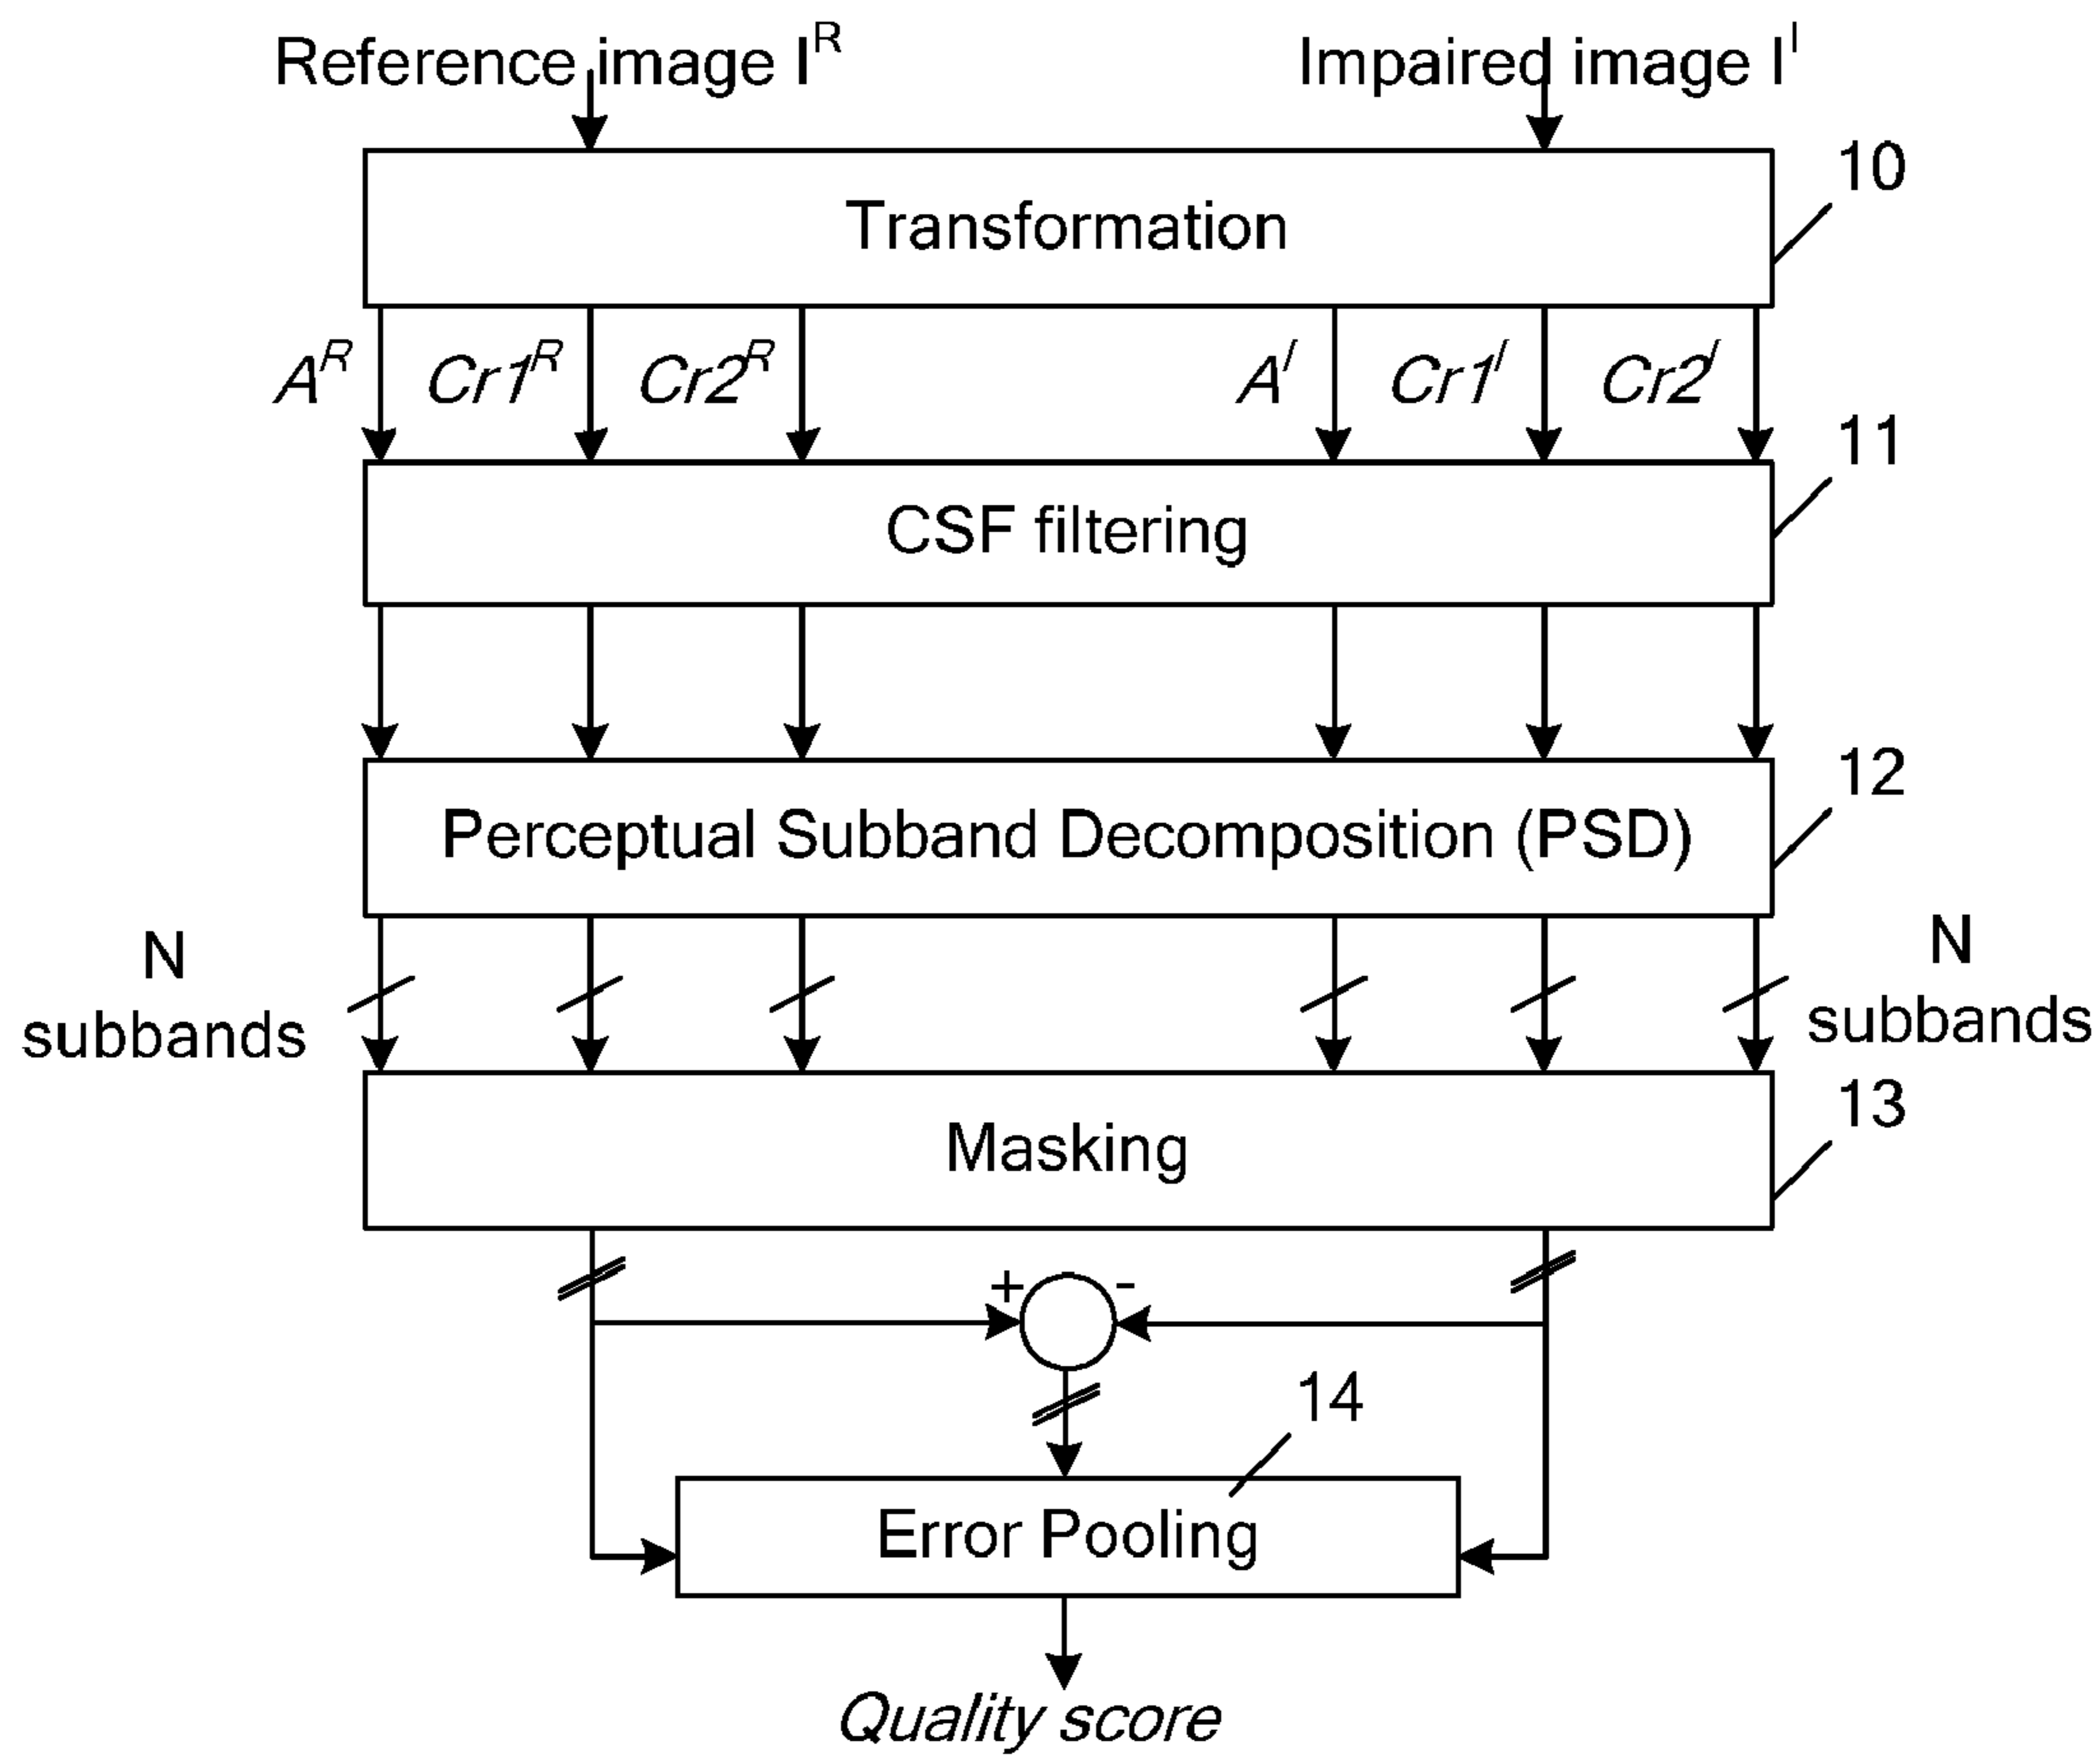 Reference image I^R
Impaired image I^I
10
Transformation
A^R
Cr1^R
Cr2^R
A^I
Cr1^I
Cr2^I
11
CSF filtering
12
Perceptual Subband Decomposition (PSD)
N
subbands
N
subbands
13
Masking
+
-
14
Error Pooling
Quality score